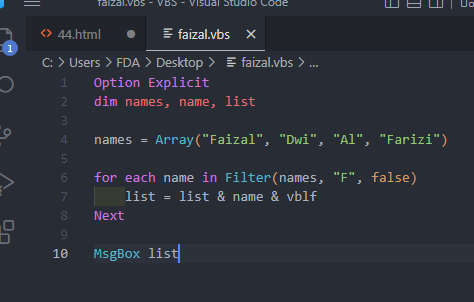 faizal.vbs - VBS - Visual Studio Code
44.html
faizal.vbs
1
C: > Users > FDA > Desktop > faizal.vbs > ...
1 Option Explicit
2 dim names, name, list
3
4 names = Array("Faizal", "Dwi", "Al", "Farizi")
5
6 for each name in Filter(names, "F", false)
7 list = list & name & vblf
8 Next
9
10 MsgBox list